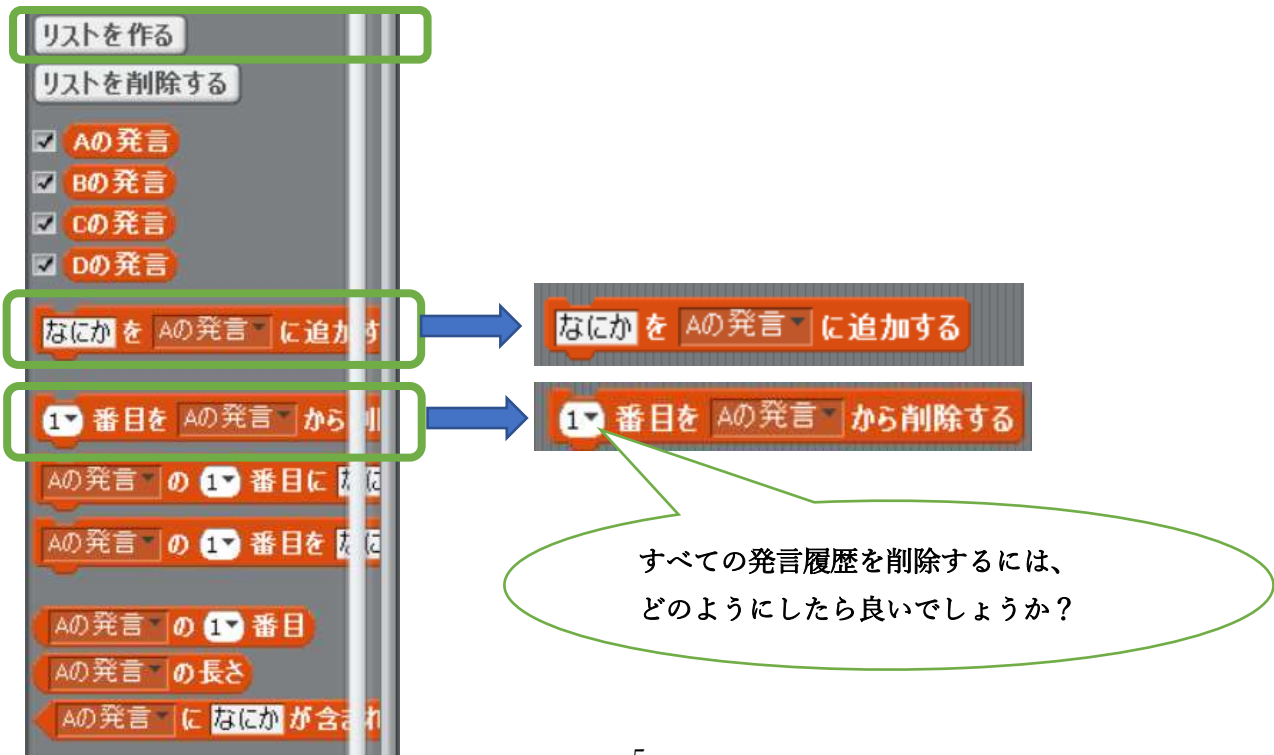 リストを作る
リストを削除する
Aの発言
Bの発言
Cの発言
Dの発言
なにか を Aの発言 に追加す
なにか を Aの発言 に追加する
1 番目を Aの発言 から
1 番目を Aの発言 から削除する
Aの発言 の 1 番目に なに
Aの発言 の 1 番目を なに
すべての発言履歴を削除するには、
どのようにしたら良いでしょうか？
Aの発言 の 1 番目
Aの発言 の長さ
Aの発言 に なにか が含まれ